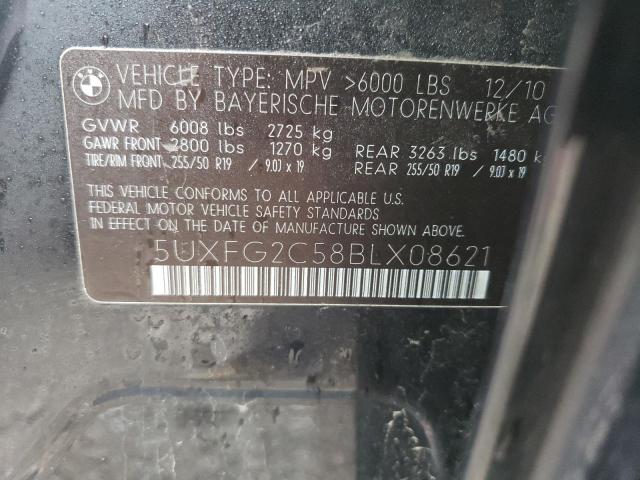 BMW
VEHICLE TYPE: MPV >6000 LBS 12/10
MFD BY BAYERISCHE MOTORENWERKE AG
GVWR 6008 lbs 2725 kg
GAWR FRONT 2800 lbs 1270 kg REAR 3263 lbs 1480 k
TIRE/RIM FRONT 255/50 R19 / 9.0J x 19 REAR 255/50 R19 / 9.0J x 19
THIS VEHICLE CONFORMS TO ALL APPLICABLE U.S.
FEDERAL MOTOR VEHICLE SAFETY STANDARDS
IN EFFECT ON THE DATE OF MANUFACTURE SHOWN ABOVE.
5UXFG2C58BLX08621